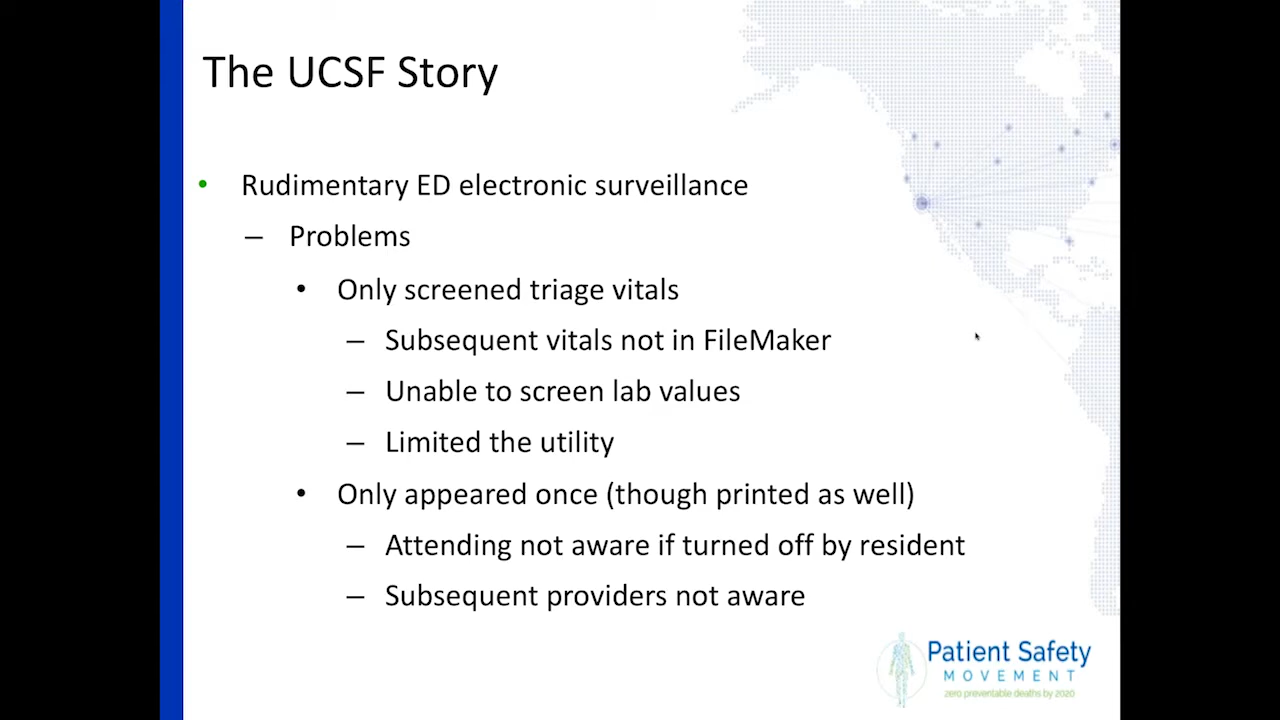 The UCSF Story
• Rudimentary ED electronic surveillance
– Problems
• Only screened triage vitals
– Subsequent vitals not in FileMaker
– Unable to screen lab values
– Limited the utility
• Only appeared once (though printed as well)
– Attending not aware if turned off by resident
– Subsequent providers not aware
Patient Safety
MOVEMENT
zero preventable deaths by 2020